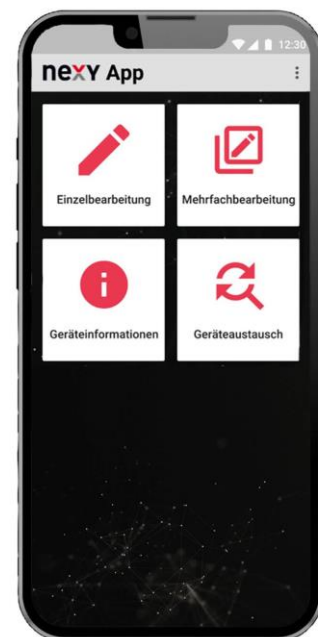 12:30
neXY App
Einzelbearbeitung
Mehrfachbearbeitung
Geräteinformationen
Geräteaustausch